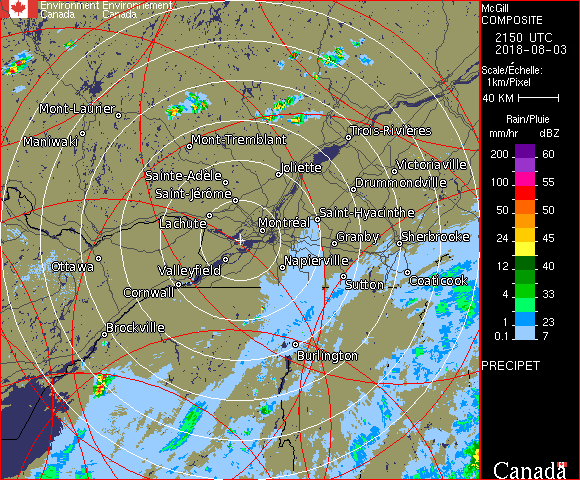 Environment Environnement
Canada Canada
McGill
COMPOSITE
2150 UTC
2018-08-03
Scale/Échelle:
1km/Pixel
40 KM
Rain/Pluie
mm/hr dBZ
200 60
100 55
50 50
24 45
12 40
4 33
1 23
0.1 7
PRECIPET
Canada
Mont-Laurier
Maniwaki
Mont-Tremblant
Trois-Rivières
Sainte-Adèle
Joliette
Victoriaville
Saint-Jérôme
Drummondville
Lachute
Montréal
Saint-Hyacinthe
Granby
Sherbrooke
Ottawa
Valleyfield
Napierville
Cornwall
Sutton
Coaticook
Brockville
Burlington